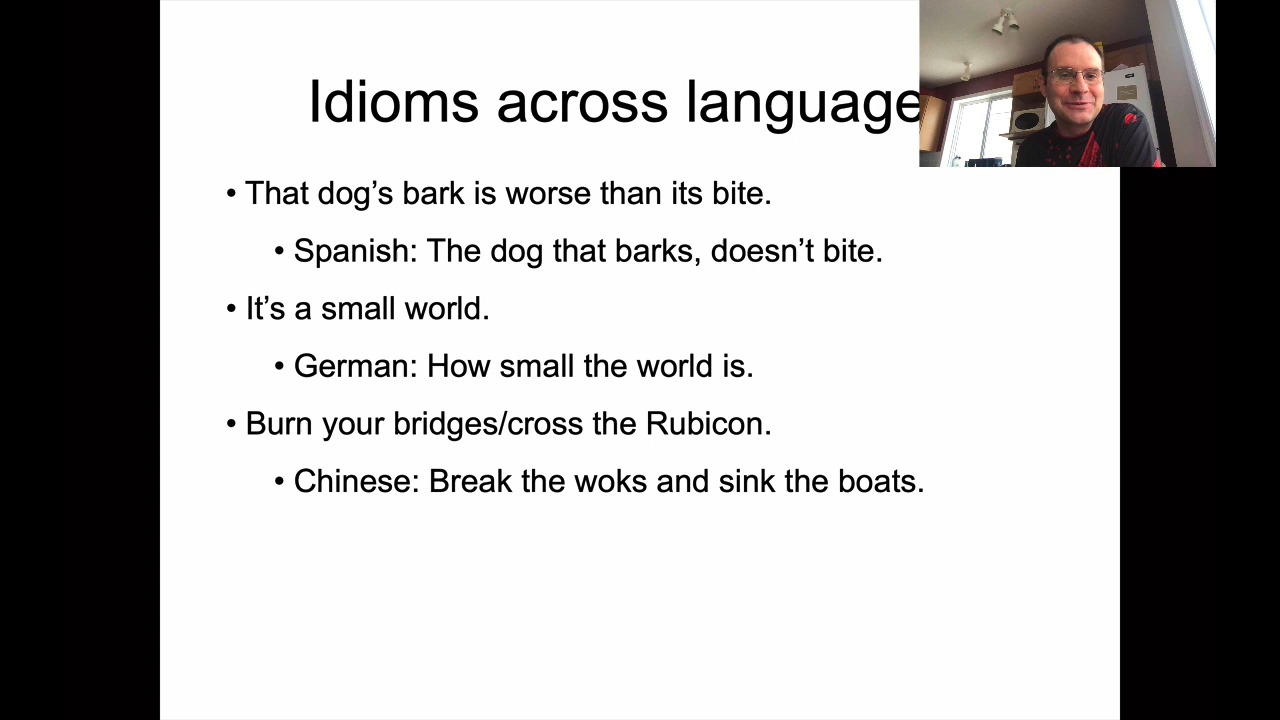 Idioms across language
• That dog’s bark is worse than its bite.
• Spanish: The dog that barks, doesn’t bite.
• It’s a small world.
• German: How small the world is.
• Burn your bridges/cross the Rubicon.
• Chinese: Break the woks and sink the boats.